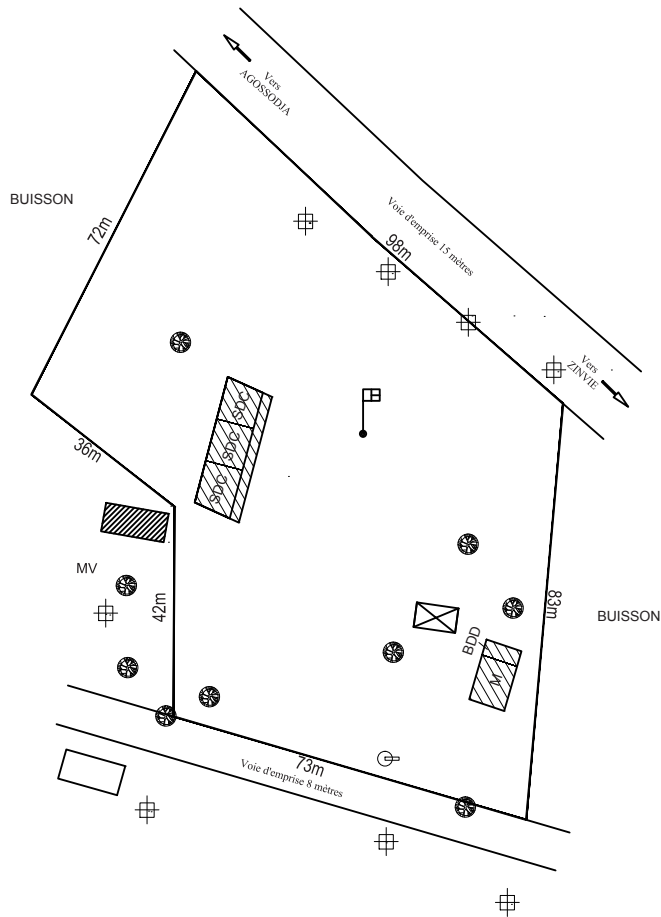 Vers
AGOSSODJA
BUISSON
72m
Voie d'emprise 15 mètres
98m
Vers
ZINVIE
SDC
SDC
SDC
36m
MV
42m
83m
BUISSON
BDD
M
73m
Voie d'emprise 8 mètres